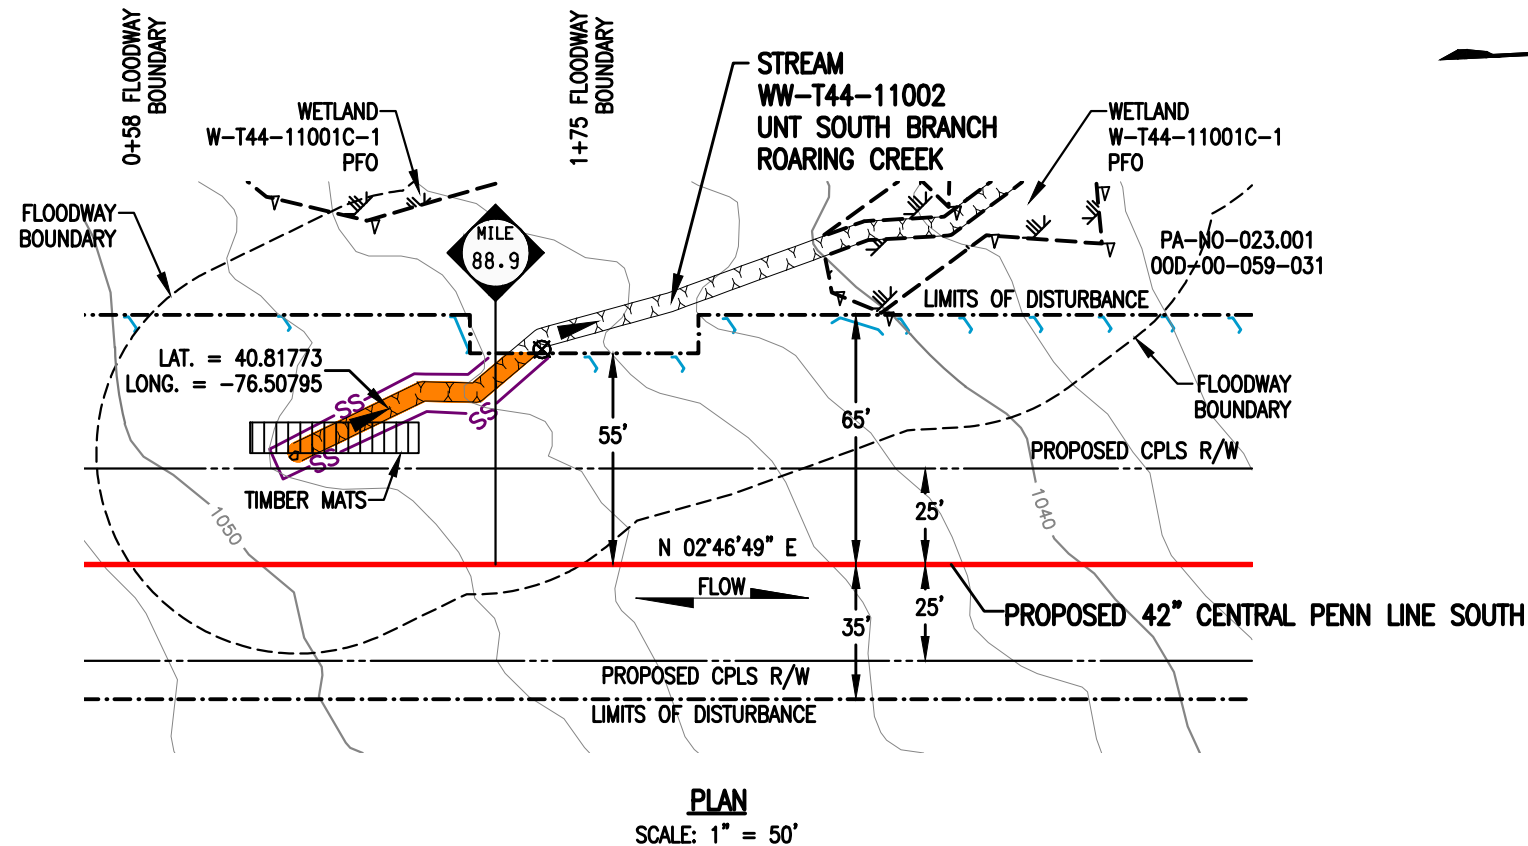 0+58 FLOODWAY
BOUNDARY
1+75 FLOODWAY
BOUNDARY
STREAM
WW-T44-11002
UNT SOUTH BRANCH
ROARING CREEK
WETLAND
W-T44-11001C-1
PFO
WETLAND
W-T44-11001C-1
PFO
FLOODWAY
BOUNDARY
MILE
88.9
PA-NO-023.001
00D-00-059-031
LIMITS OF DISTURBANCE
LAT. = 40.81773
LONG. = -76.50795
SS
SS
SS
FLOODWAY
BOUNDARY
55'
65'
PROPOSED CPLS R/W
TIMBER MATS
1050
1040
25'
N 02°46'49" E
FLOW
25'
35'
PROPOSED 42" CENTRAL PENN LINE SOUTH
PROPOSED CPLS R/W
LIMITS OF DISTURBANCE
PLAN
SCALE: 1" = 50'